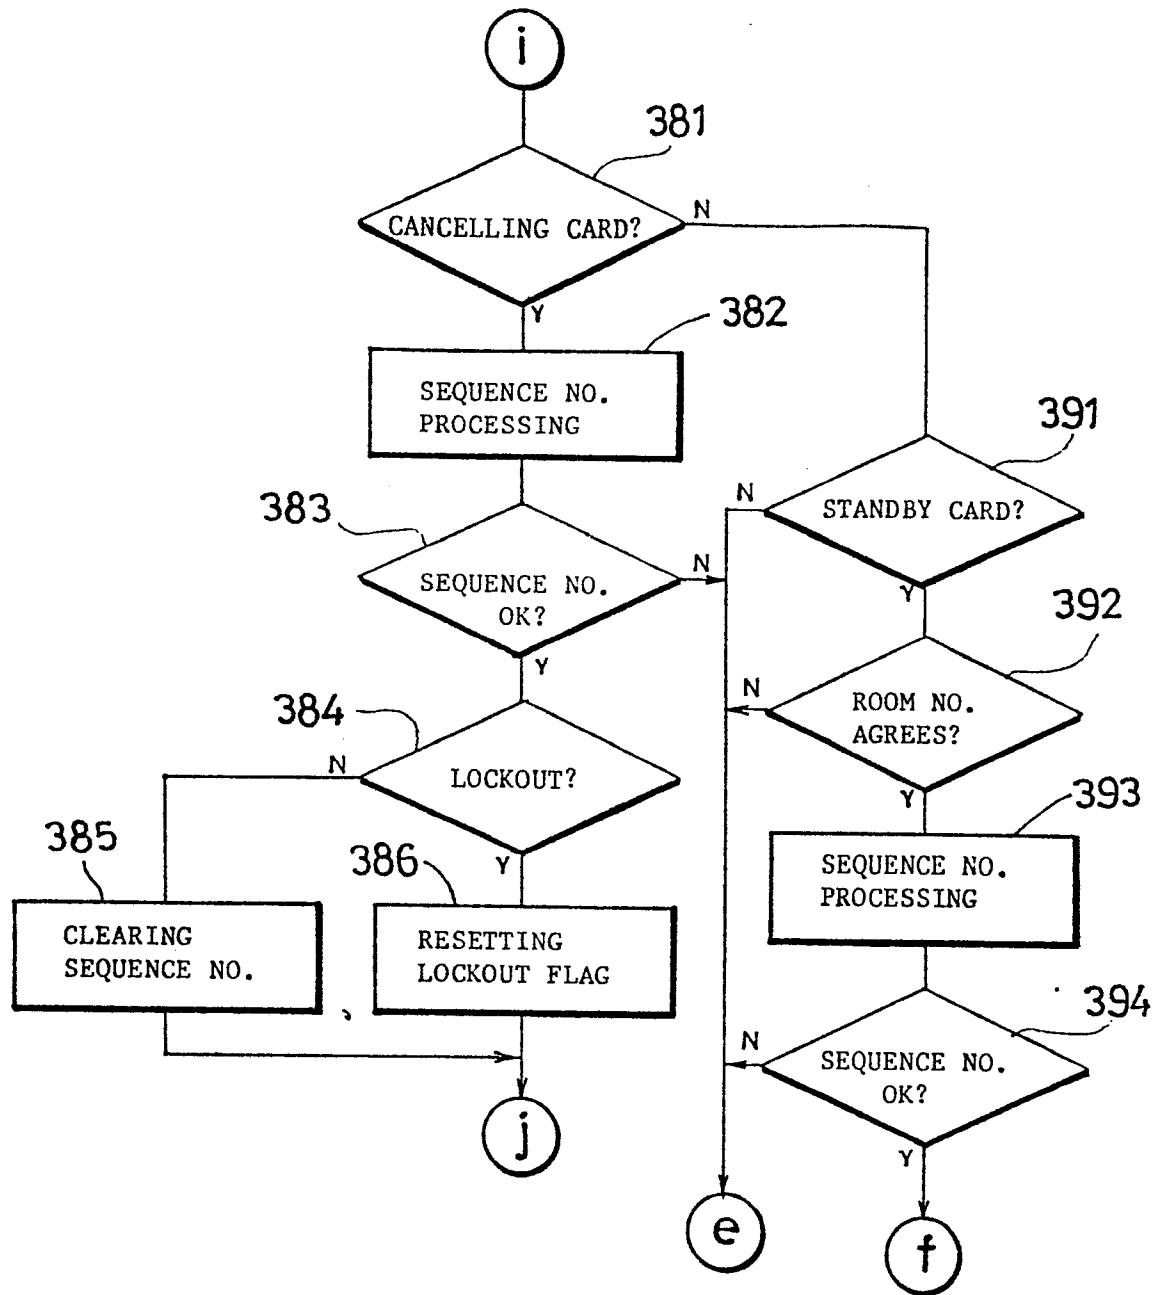 i
381
CANCELLING CARD?
N
Y
382
SEQUENCE NO.
PROCESSING
383
SEQUENCE NO.
OK?
N
Y
384
LOCKOUT?
N
Y
385
CLEARING
SEQUENCE NO.
386
RESETTING
LOCKOUT FLAG
j
391
STANDBY CARD?
N
Y
392
ROOM NO.
AGREES?
N
Y
393
SEQUENCE NO.
PROCESSING
394
SEQUENCE NO.
OK?
N
Y
e
f